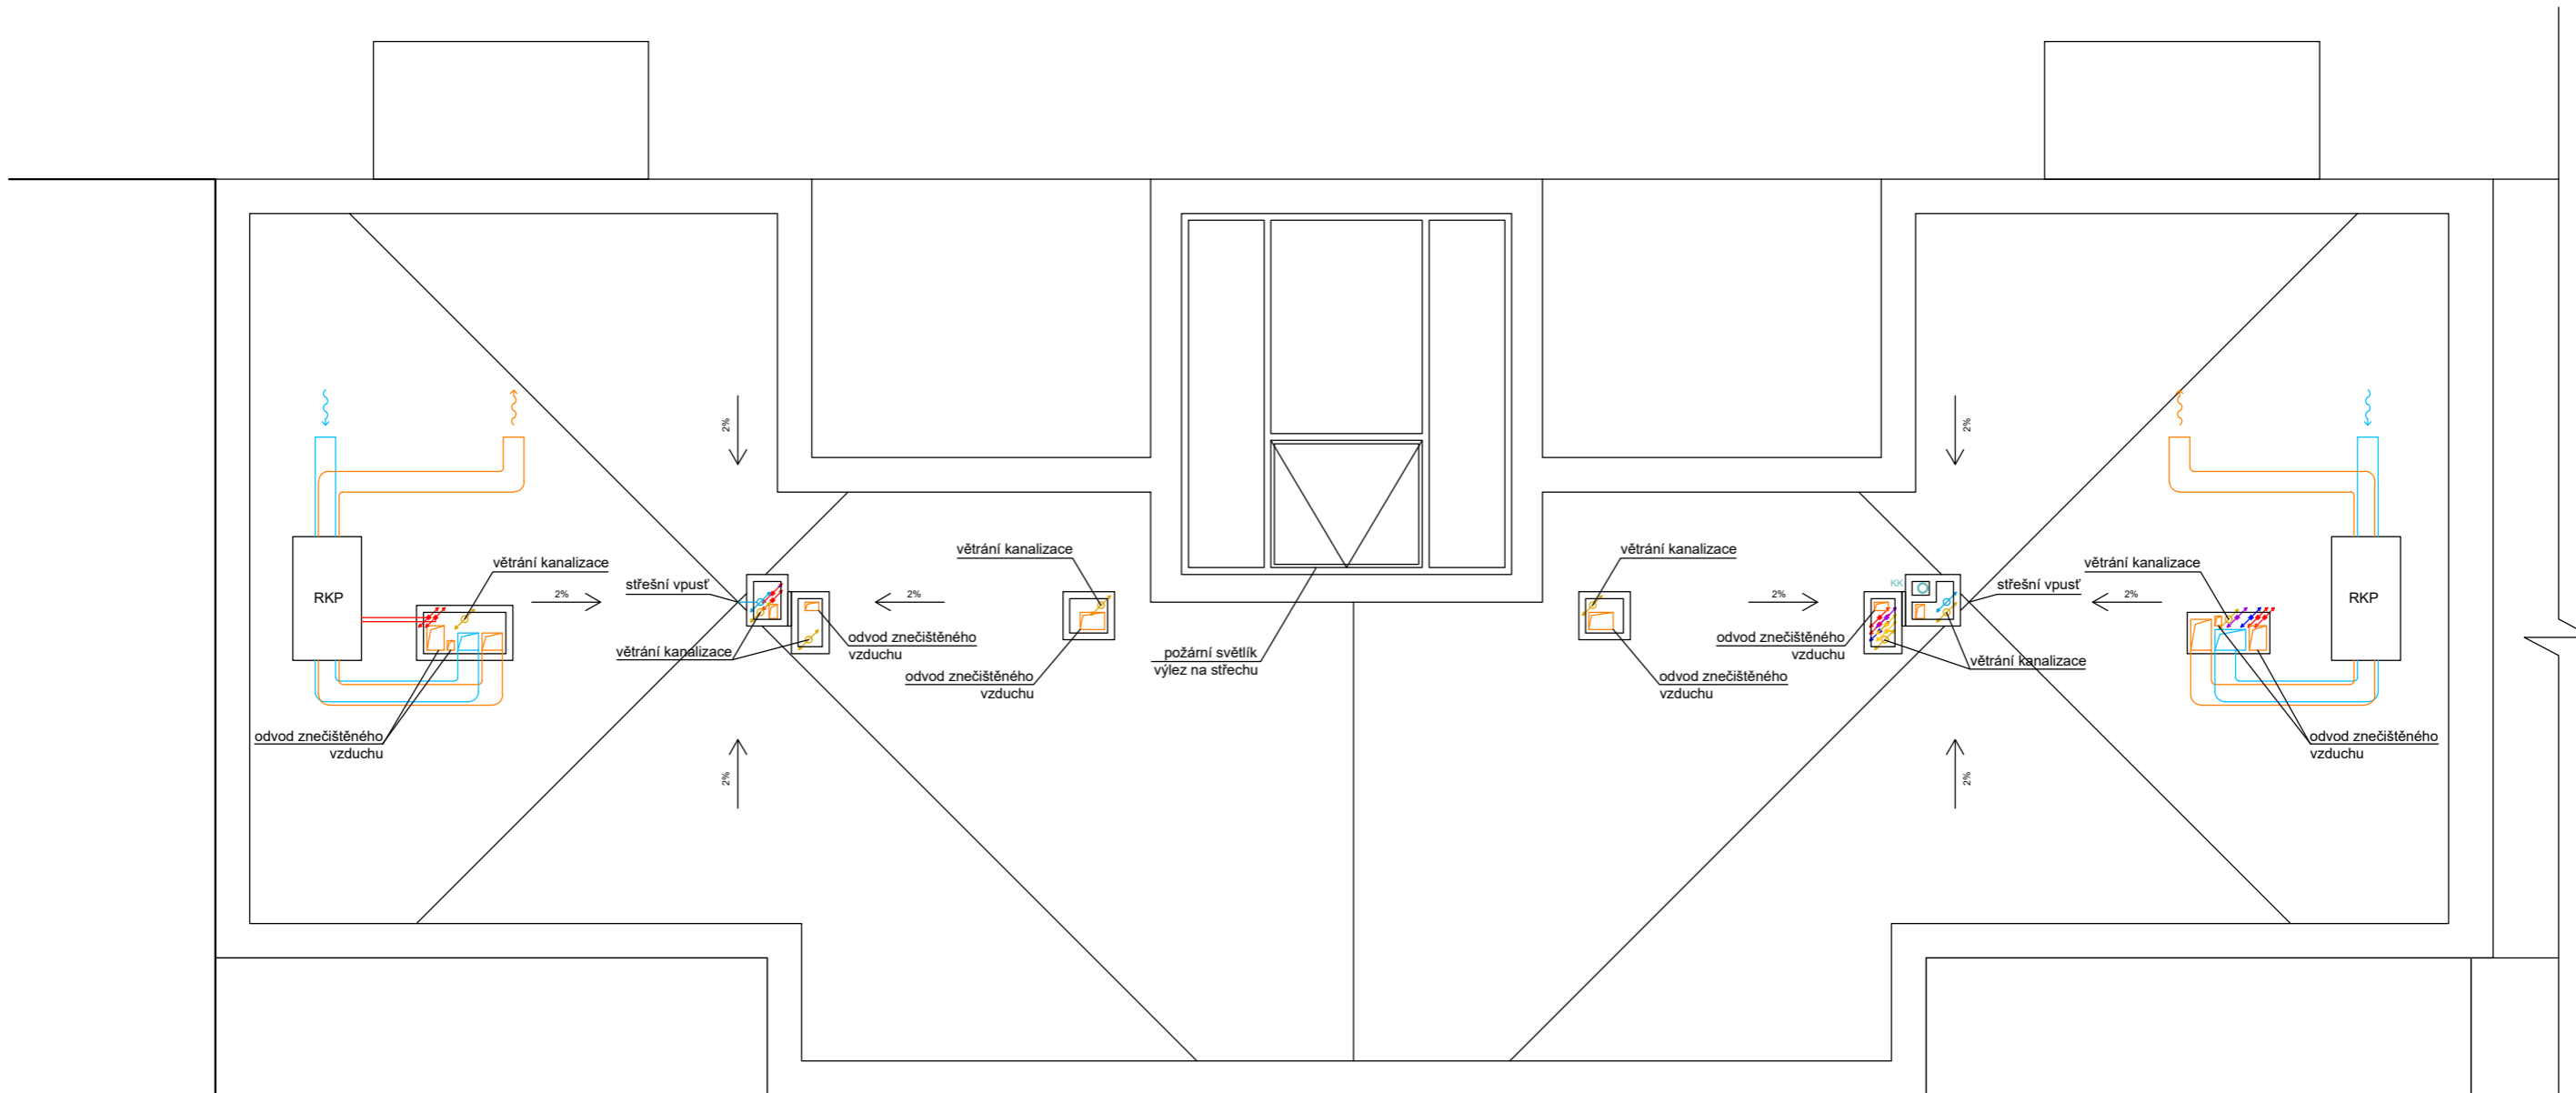 2%
2%
větrání kanalizace
větrání kanalizace
větrání kanalizace
větrání kanalizace
RKP
2%
střešní vpusť
2%
2%
KK
střešní vpusť
2%
RKP
větrání kanalizace
odvod znečištěného
vzduchu
odvod znečištěného
vzduchu
požární světlík
výlez na střechu
odvod znečištěného
vzduchu
odvod znečištěného
vzduchu
větrání kanalizace
odvod znečištěného
vzduchu
2%
2%
odvod znečištěného
vzduchu